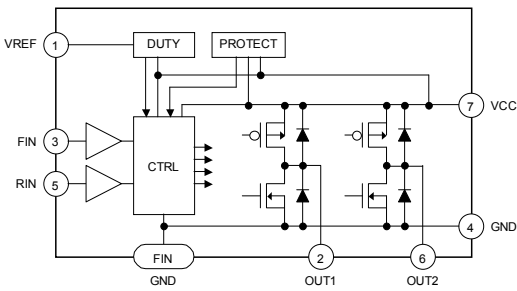 DUTY PROTECT
VREF 1
7 VCC
FIN 3
CTRL
RIN 5
4 GND
FIN 2 6
GND OUT1 OUT2